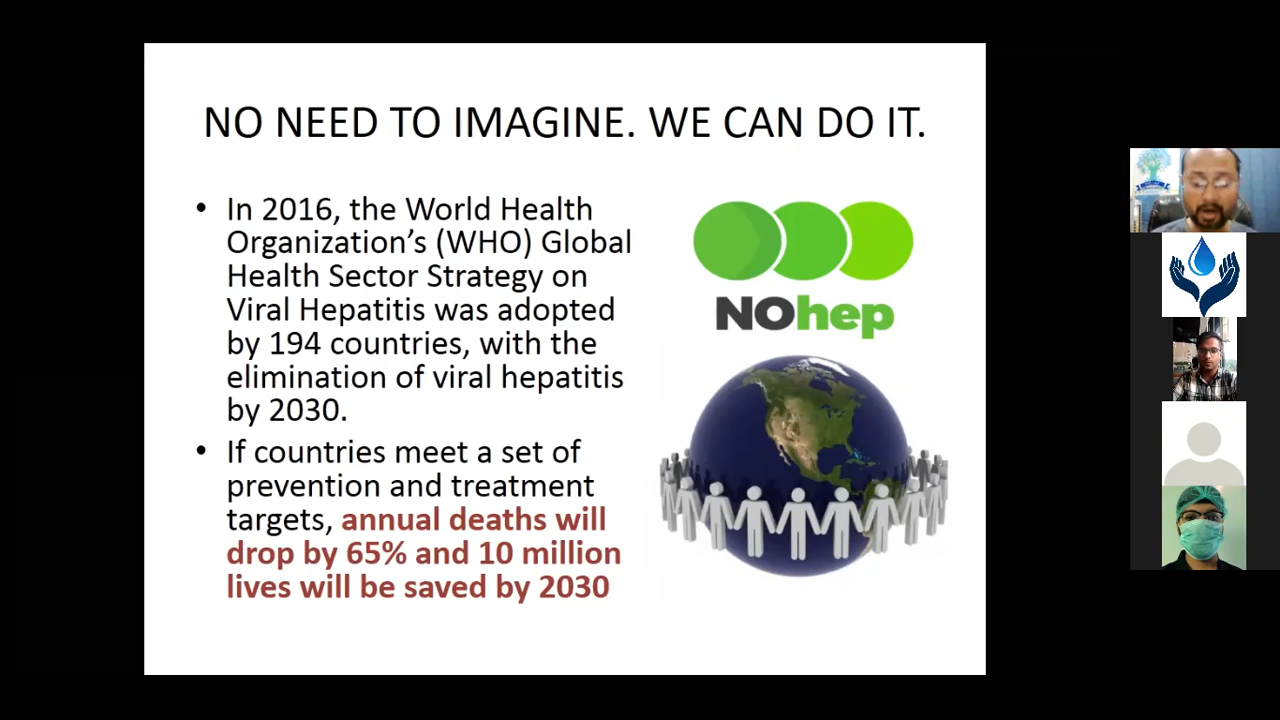 NO NEED TO IMAGINE. WE CAN DO IT.
• In 2016, the World Health
Organization’s (WHO) Global
Health Sector Strategy on
Viral Hepatitis was adopted
by 194 countries, with the
elimination of viral hepatitis
by 2030.
• If countries meet a set of
prevention and treatment
targets, annual deaths will
drop by 65% and 10 million
lives will be saved by 2030
NOhep